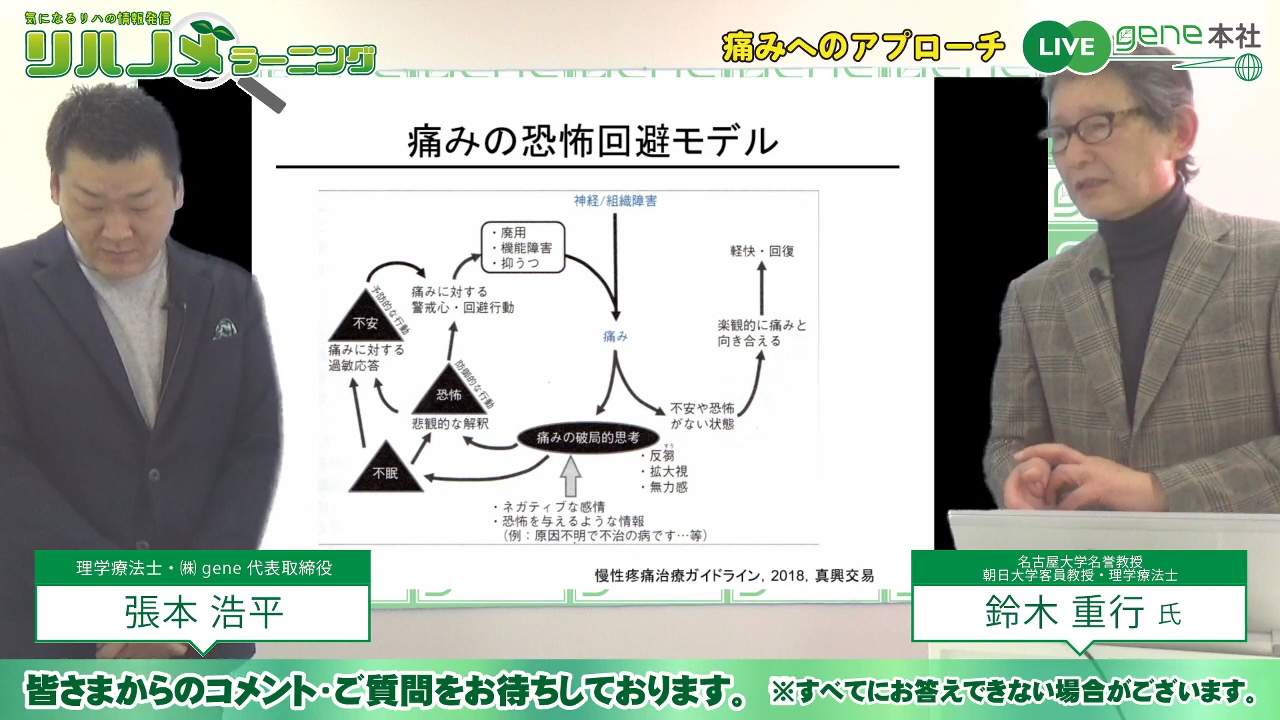 気になるリハの情報発信
リハノメラーニング
痛みへのアプローチ
LIVE
gene本社
痛みの恐怖回避モデル
神経/組織障害
・廃用
・機能障害
・抑うつ
軽快・回復
予防的な行動
不安
痛みに対する
警戒心・回避行動
痛みに対する
過敏応答
痛み
楽観的に痛みと
向き合える
防御的な行動
恐怖
悲観的な解釈
不安や恐怖
がない状態
痛みの破局的思考
不眠
すう
・反芻
・拡大視
・無力感
・ネガティブな感情
・恐怖を与えるような情報
(例：原因不明で不治の病です…等)
慢性疼痛治療ガイドライン, 2018, 真興交易
理学療法士・㈱ gene 代表取締役
張本 浩平
名古屋大学名誉教授
朝日大学客員教授・理学療法士
鈴木 重行 氏
皆さまからのコメント・ご質問をお待ちしております。
※すべてにお答えできない場合がございます。